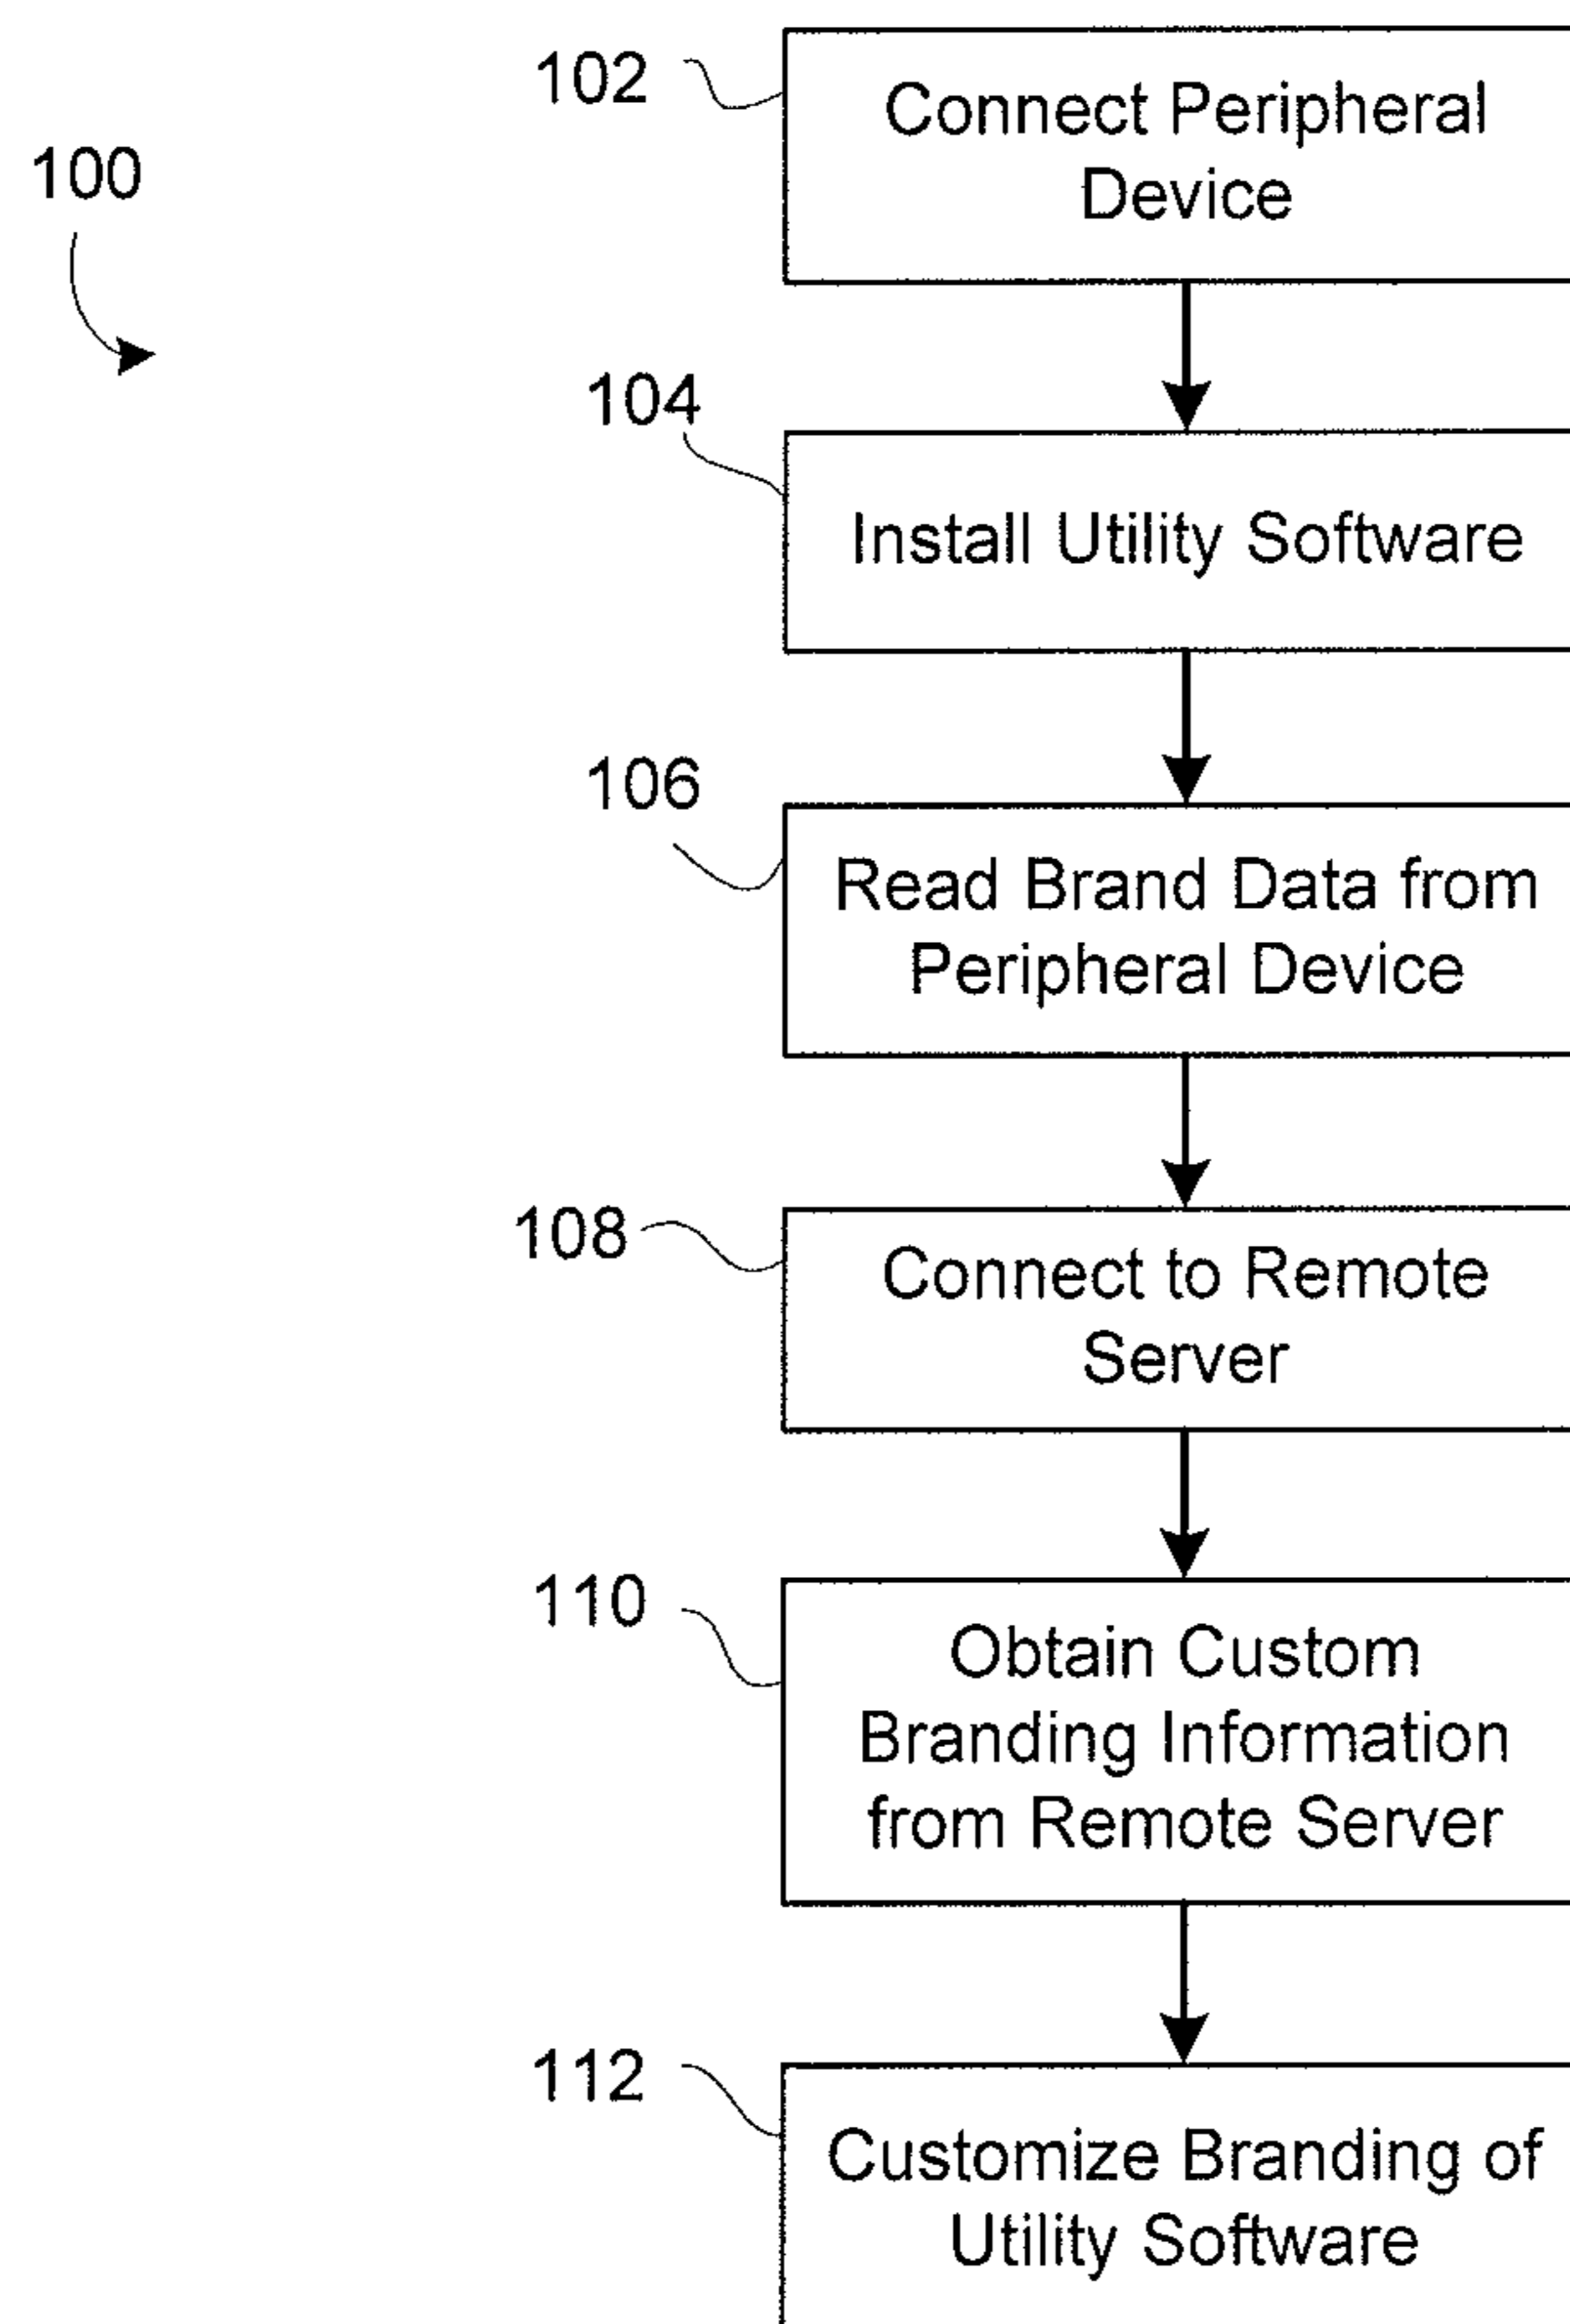 102
Connect Peripheral
Device
100
104
Install Utility Software
106
Read Brand Data from
Peripheral Device
108
Connect to Remote
Server
110
Obtain Custom
Branding Information
from Remote Server
112
Customize Branding of
Utility Software